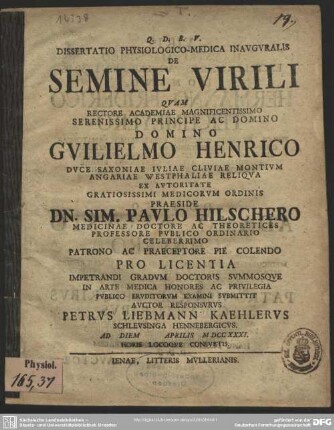 14338
19.
Q. D. B. V.
DISSERTATIO PHYSIOLOGICO-MEDICA INAVGVRALIS
DE
SEMINE VIRILI
QVAM
RECTORE ACADEMIAE MAGNIFICENTISSIMO
SERENISSIMO PRINCIPE AC DOMINO
DOMINO
GVILIELMO HENRICO
DVCE SAXONIAE IVLIAE CLIVIAE MONTIVM
ANGARIAE WESTPHALIAE RELIQVA
EX AVTORITATE
GRATIOSISSIMI MEDICORVM ORDINIS
PRAESIDE
DN. SIM. PAVLO HILSCHERO
MEDICINAE DOCTORE AC THEORETICES
PROFESSORE PVBLICO ORDINARIO
CELEBERRIMO
PATRONO AC PRAECEPTORE PIE COLENDO
PRO LICENTIA
IMPETRANDI GRADVM DOCTORIS SVMMOSQVE
IN ARTE MEDICA HONORES AC PRIVILEGIA
PVBLICO ERVDITORVM EXAMINI SVBMITTIT
AVCTOR RESPONSVRVS
PETRVS LIEBMANN KAEHLERVS
SCHLEVSINGA HENNEBERGICVS.
AD DIEM APRILIS M DCCXXXI.
HORIS LOCOQVE CONSVETIS.
IENAE, LITTERIS MVLLERIANIS.
Physiol.
165,37